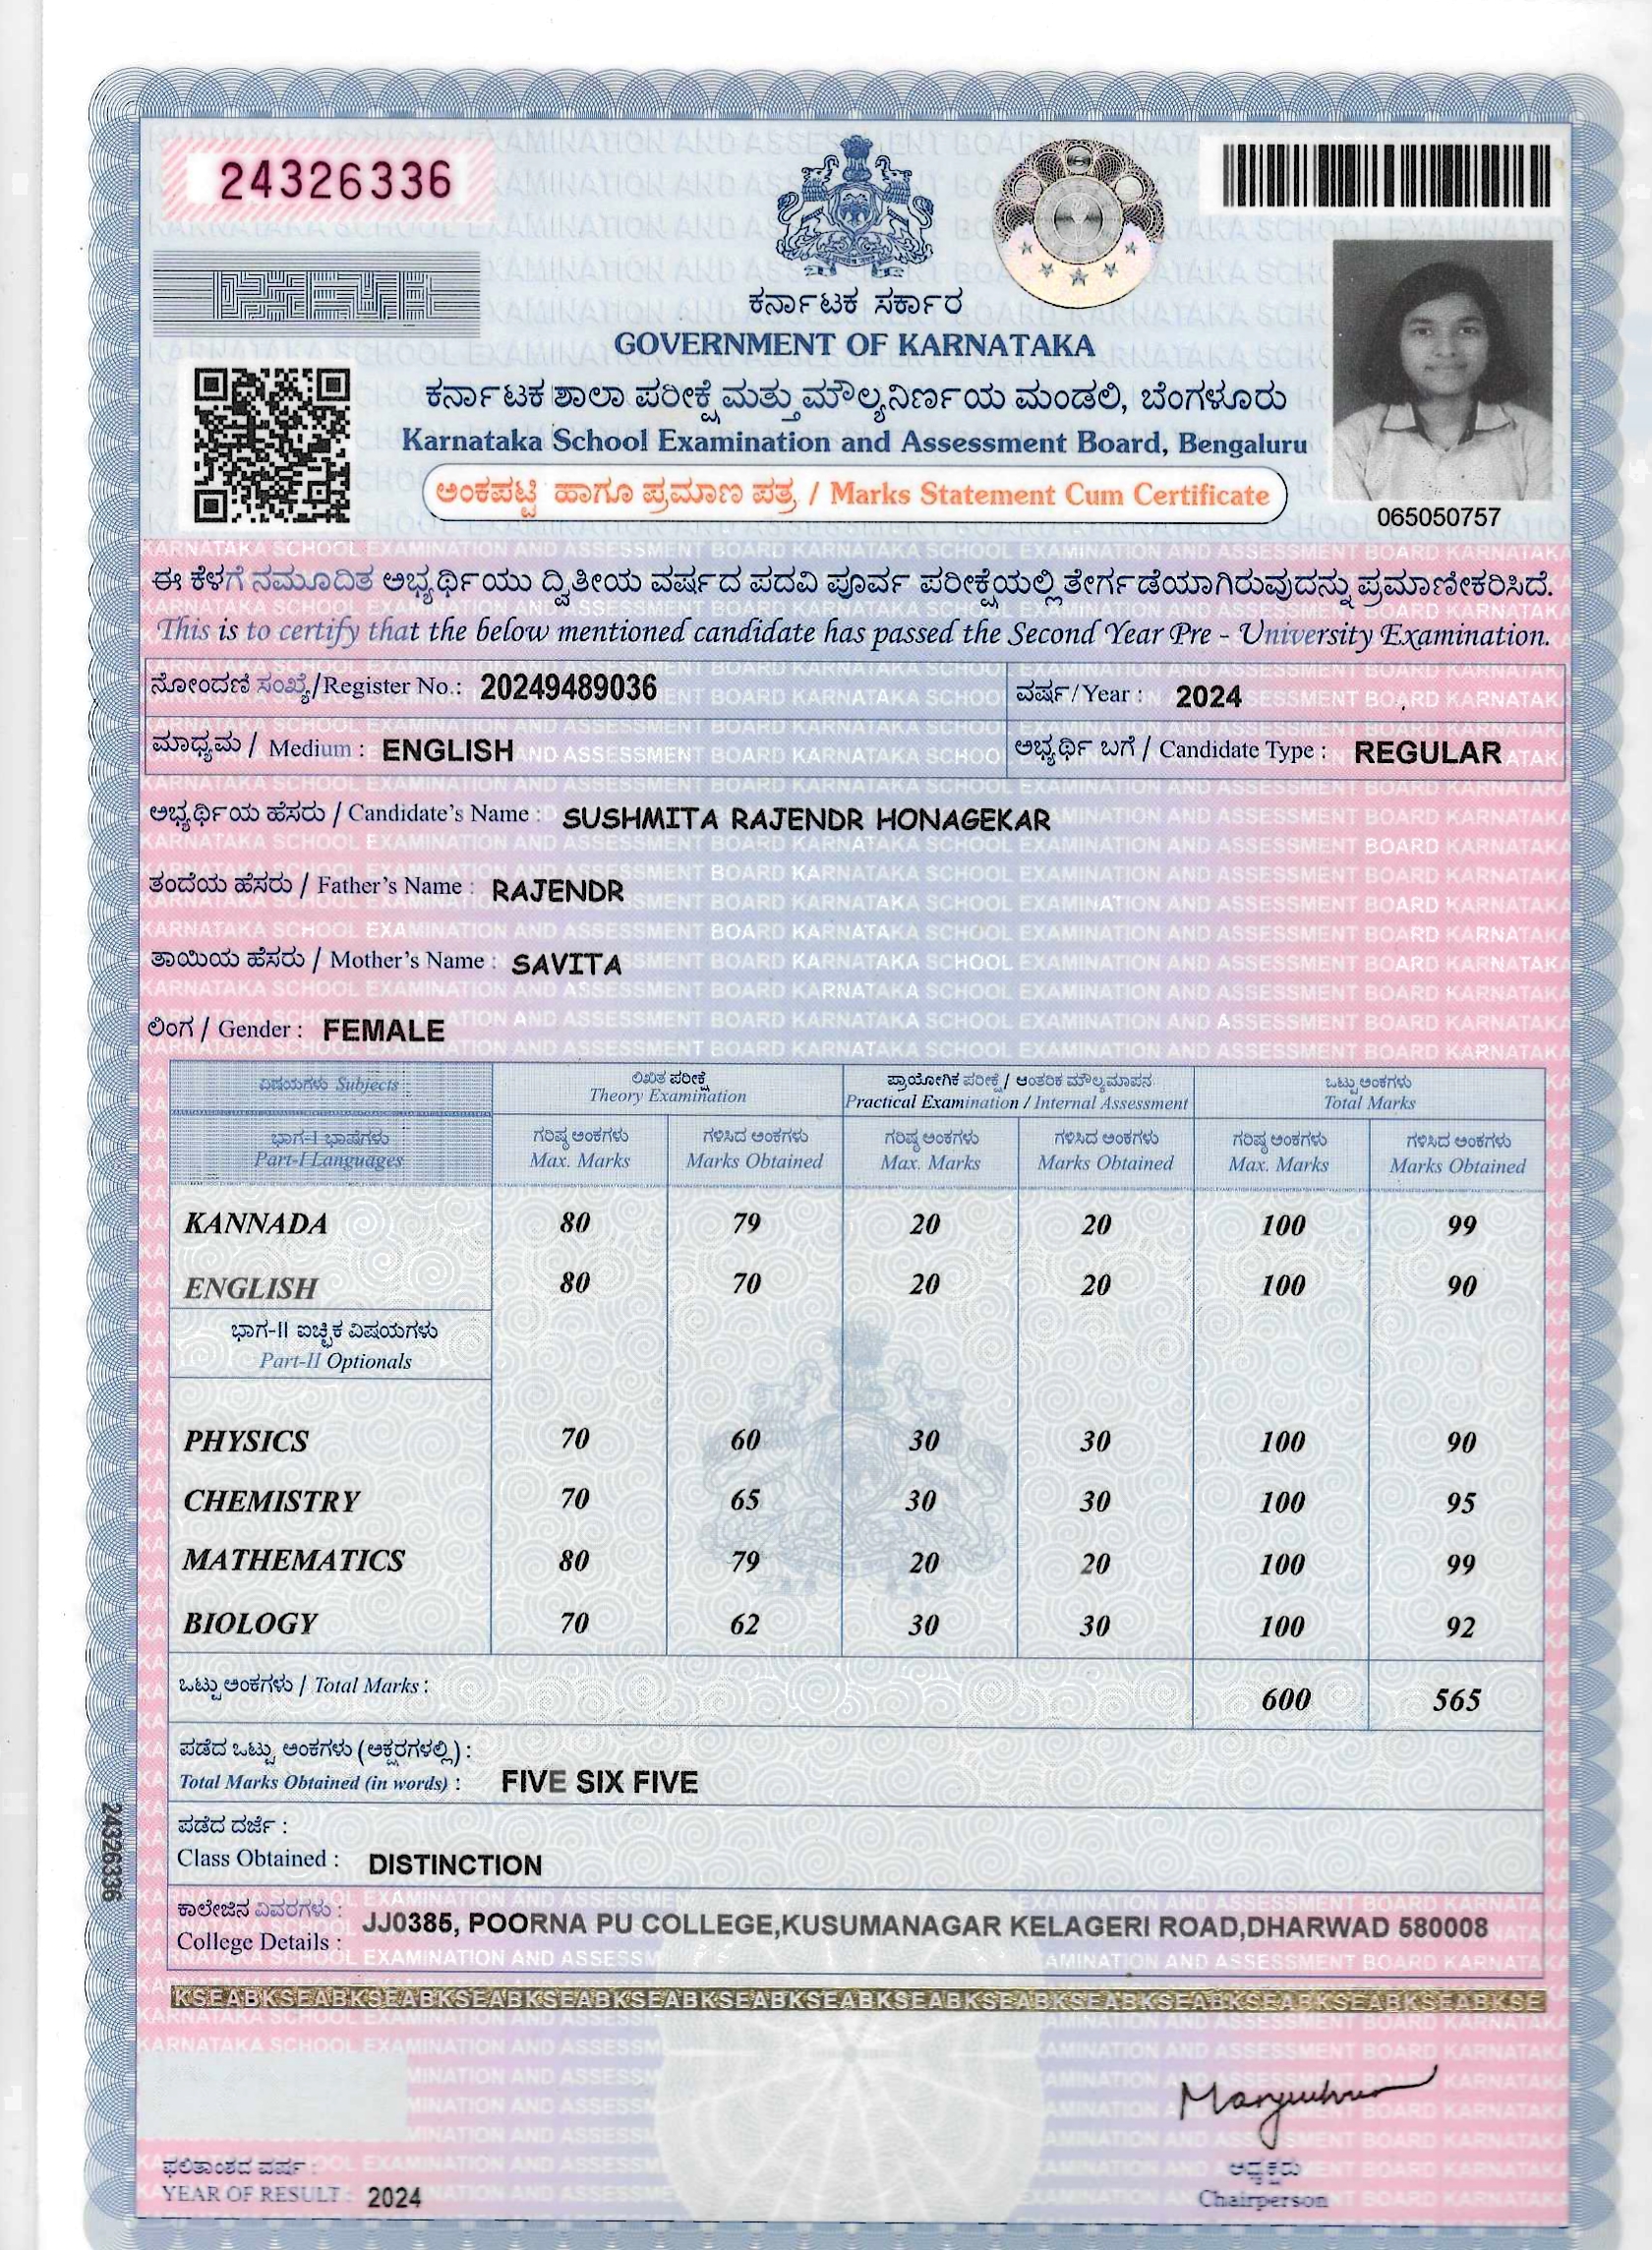 24326336
ಕರ್ನಾಟಕ ಸರ್ಕಾರ
GOVERNMENT OF KARNATAKA
ಕರ್ನಾಟಕ ಶಾಲಾ ಪರೀಕ್ಷೆ ಮತ್ತು ಮೌಲ್ಯನಿರ್ಣಯ ಮಂಡಲಿ, ಬೆಂಗಳೂರು
Karnataka School Examination and Assessment Board, Bengaluru
ಅಂಕಪಟ್ಟಿ ಹಾಗೂ ಪ್ರಮಾಣ ಪತ್ರ / Marks Statement Cum Certificate
065050757
ಈ ಕೆಳಗೆ ನಮೂದಿತ ಅಭ್ಯರ್ಥಿಯು ದ್ವಿತೀಯ ವರ್ಷದ ಪದವಿ ಪೂರ್ವ ಪರೀಕ್ಷೆಯಲ್ಲಿ ತೇರ್ಗಡೆಯಾಗಿರುವುದನ್ನು ಪ್ರಮಾಣೀಕರಿಸಿದೆ.
This is to certify that the below mentioned candidate has passed the Second Year Pre - University Examination.
ನೋಂದಣಿ ಸಂಖ್ಯೆ/Register No.: 20249489036 ವರ್ಷ/Year : 2024
ಮಾಧ್ಯಮ / Medium : ENGLISH ಅಭ್ಯರ್ಥಿ ಬಗೆ / Candidate Type : REGULAR
ಅಭ್ಯರ್ಥಿಯ ಹೆಸರು / Candidate's Name : SUSHMITA RAJENDR HONAGEKAR
ತಂದೆಯ ಹೆಸರು / Father's Name : RAJENDR
ತಾಯಿಯ ಹೆಸರು / Mother's Name : SAVITA
ಲಿಂಗ / Gender : FEMALE
ವಿಷಯಗಳು Subjects ಲಿಖಿತ ಪರೀಕ್ಷೆ ಪ್ರಾಯೋಗಿಕ ಪರೀಕ್ಷೆ / ಆಂತರಿಕ ಮೌಲ್ಯಮಾಪನ ಒಟ್ಟು ಅಂಕಗಳು
Theory Examination Practical Examination / Internal Assessment Total Marks
ಭಾಗ-I ಭಾಷೆಗಳು ಗರಿಷ್ಠ ಅಂಕಗಳು ಗಳಿಸಿದ ಅಂಕಗಳು ಗರಿಷ್ಠ ಅಂಕಗಳು ಗಳಿಸಿದ ಅಂಕಗಳು ಗರಿಷ್ಠ ಅಂಕಗಳು ಗಳಿಸಿದ ಅಂಕಗಳು
Part-I Languages Max. Marks Marks Obtained Max. Marks Marks Obtained Max. Marks Marks Obtained
KANNADA 80 79 20 20 100 99
ENGLISH 80 70 20 20 100 90
ಭಾಗ-II ಐಚ್ಛಿಕ ವಿಷಯಗಳು
Part-II Optionals
PHYSICS 70 60 30 30 100 90
CHEMISTRY 70 65 30 30 100 95
MATHEMATICS 80 79 20 20 100 99
BIOLOGY 70 62 30 30 100 92
ಒಟ್ಟು ಅಂಕಗಳು / Total Marks : 600 565
ಪಡೆದ ಒಟ್ಟು ಅಂಕಗಳು (ಅಕ್ಷರಗಳಲ್ಲಿ) :
Total Marks Obtained (in words) : FIVE SIX FIVE
ಪಡೆದ ದರ್ಜೆ :
Class Obtained : DISTINCTION
24326336
ಕಾಲೇಜಿನ ವಿವರಗಳು :
College Details : JJ0385, POORNA PU COLLEGE,KUSUMANAGAR KELAGERI ROAD,DHARWAD 580008
KSEABKSEABKSEABKSEABKSEABKSEABKSEABKSEABKSEABKSEABKSEABKSEABKSEABKSE
ಫಲಿತಾಂಶದ ವರ್ಷ :
YEAR OF RESULT : 2024
ಅಧ್ಯಕ್ಷರು
Chairperson